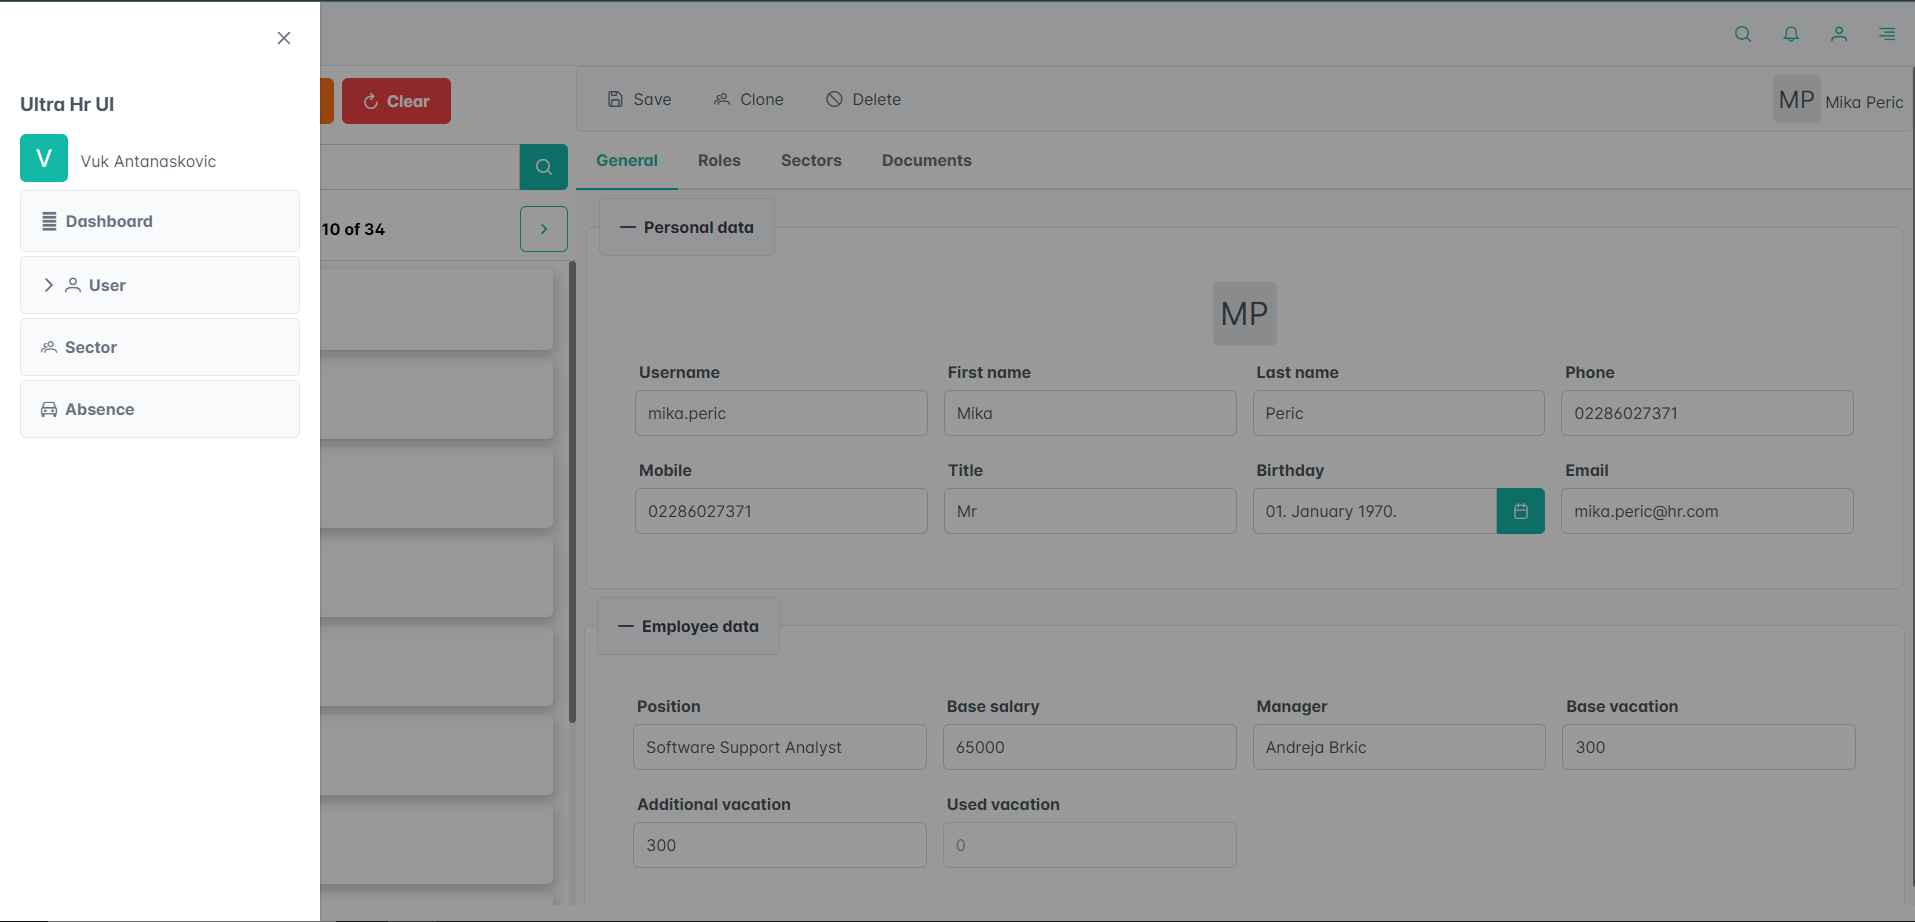 Ultra Hr UI
V Vuk Antanaskovic
Dashboard
User
Sector
Absence
Clear
10 of 34
Save Clone Delete
MP Mika Peric
General Roles Sectors Documents
Personal data
MP
Username First name Last name Phone
mika.peric Mika Peric 02286027371
Mobile Title Birthday Email
02286027371 Mr 01. January 1970. mika.peric@hr.com
Employee data
Position Base salary Manager Base vacation
Software Support Analyst 65000 Andreja Brkic 300
Additional vacation Used vacation
300 0